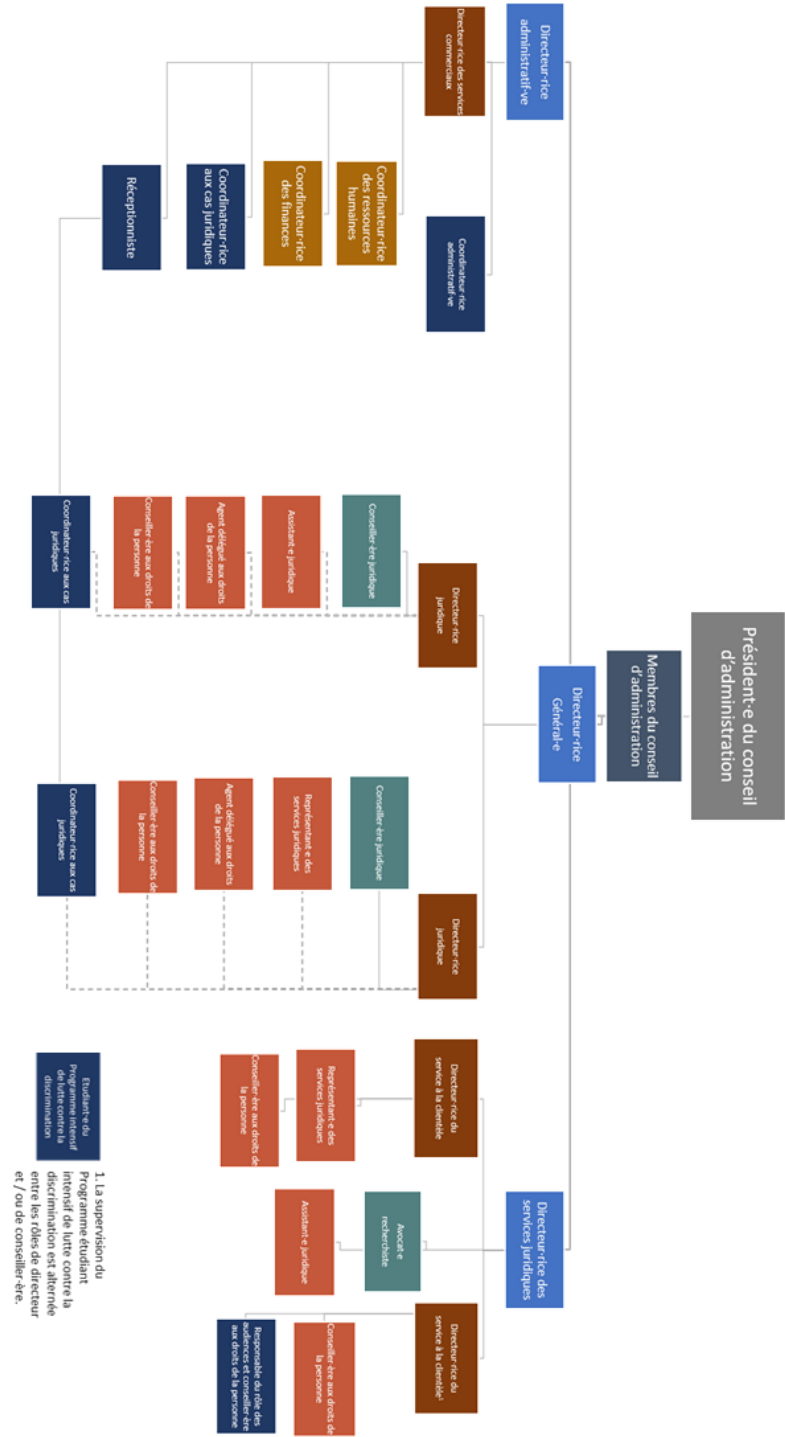 Président·e du conseil
d'administration
Membres du conseil
d'administration
Directeur·rice
Général·e
Directeur·rice
administratif·ve
Directeur·rice des services
commerciaux
Coordinateur·rice
administratif·ve
Coordinateur·rice
des ressources
humaines
Coordinateur·rice
des finances
Coordinateur·rice
aux cas juridiques
Réceptionniste
Directeur·rice
juridique
Conseiller·ère juridique
Assistant·e juridique
Agent délégué aux droits
de la personne
Conseiller·ère aux droits de
la personne
Coordinateur·rice aux cas
juridiques
Directeur·rice
juridique
Conseiller·ère juridique
Représentant·e des
services juridiques
Agent délégué aux droits
de la personne
Conseiller·ère aux droits de
la personne
Coordinateur·rice aux cas
juridiques
Directeur·rice des
services juridiques
Directeur·rice du
service à la clientèle
Représentant·e des
services juridiques
Conseiller·ère aux droits de
la personne
Avocat·e
recherchiste
Assistant·e juridique
Directeur·rice du
service à la clientèle¹
Conseiller·ère aux droits de
la personne
Responsable du rôle des
audiences et conseiller·ère
aux droits de la personne
Etudiant·e du
Programme intensif
de lutte contre la
discrimination
1. La supervision du
Programme étudiant
intensif de lutte contre la
discrimination est alternée
entre les rôles de directeur
et / ou de conseiller·ère.